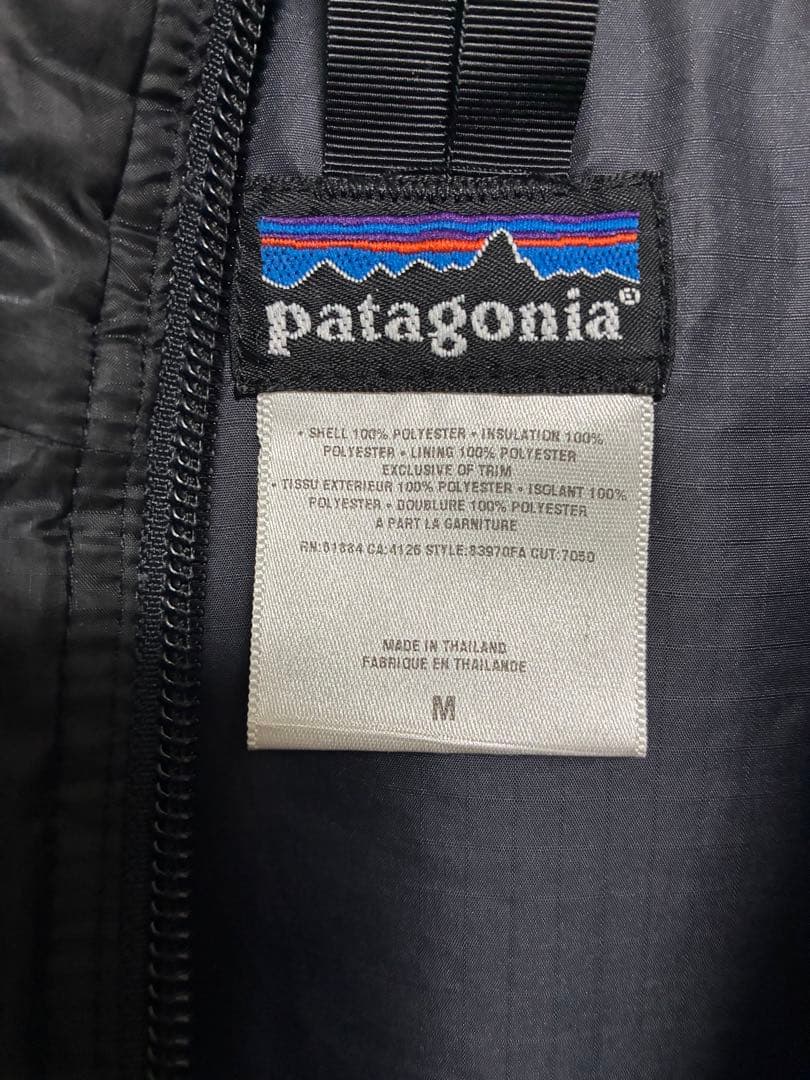 patagonia®
• SHELL 100% POLYESTER • INSULATION 100%
POLYESTER • LINING 100% POLYESTER
EXCLUSIVE OF TRIM
• TISSU EXTERIEUR 100% POLYESTER • ISOLANT 100%
POLYESTER • DOUBLURE 100% POLYESTER
A PART LA GARNITURE
RN:51884 CA:4126 STYLE:83970FA CUT:7050
MADE IN THAILAND
FABRIQUE EN THAILANDE
M